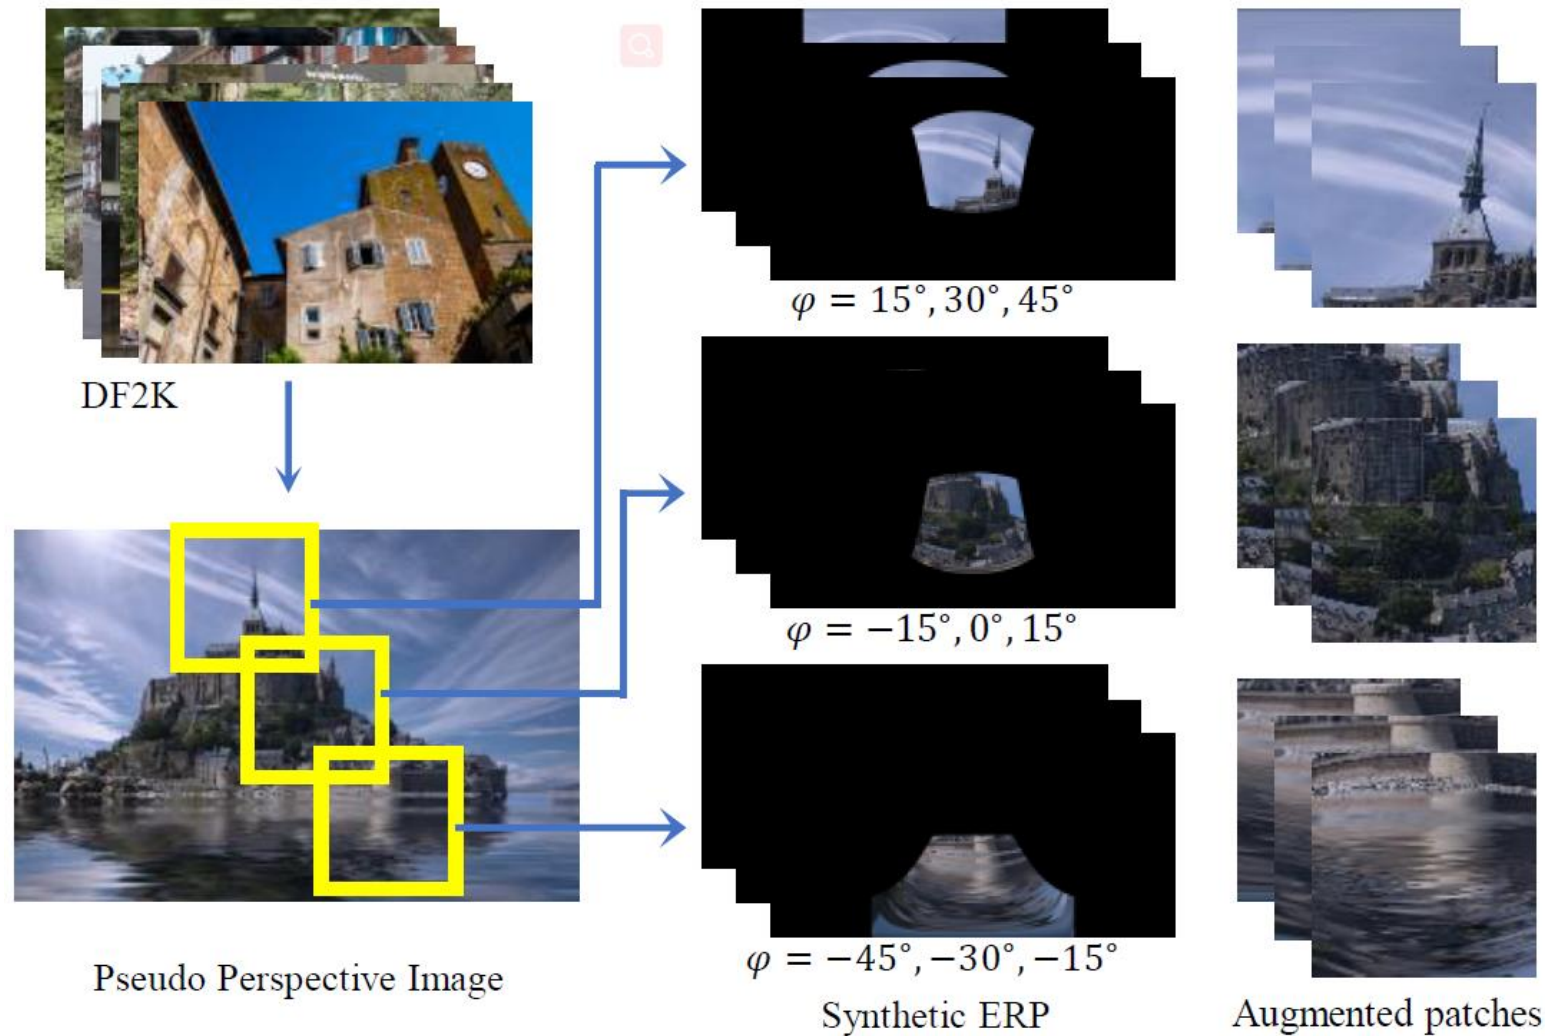 DF2K
φ = 15°, 30°, 45°
φ = −15°, 0°, 15°
φ = −45°, −30°, −15°
Pseudo Perspective Image
Synthetic ERP
Augmented patches